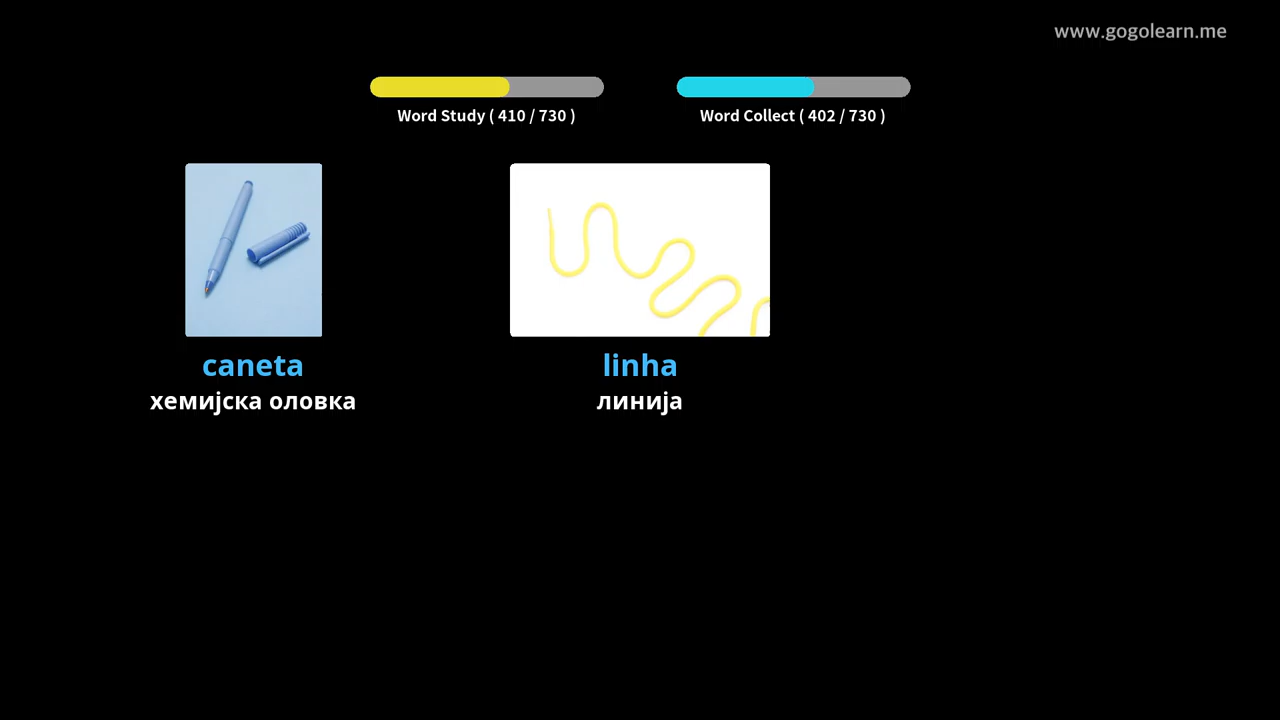 www.gogolearn.me
Word Study ( 410 / 730 )
Word Collect ( 402 / 730 )
caneta
хемијска оловка
linha
линија